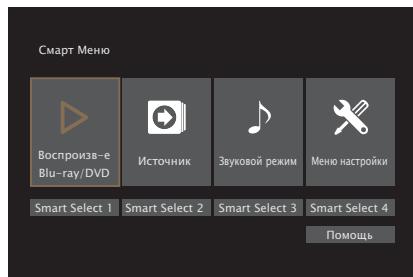 Смарт Меню
Воспроизв-е
Blu-ray/DVD
Источник
Звуковой режим
Меню настройки
Smart Select 1
Smart Select 2
Smart Select 3
Smart Select 4
Помощь